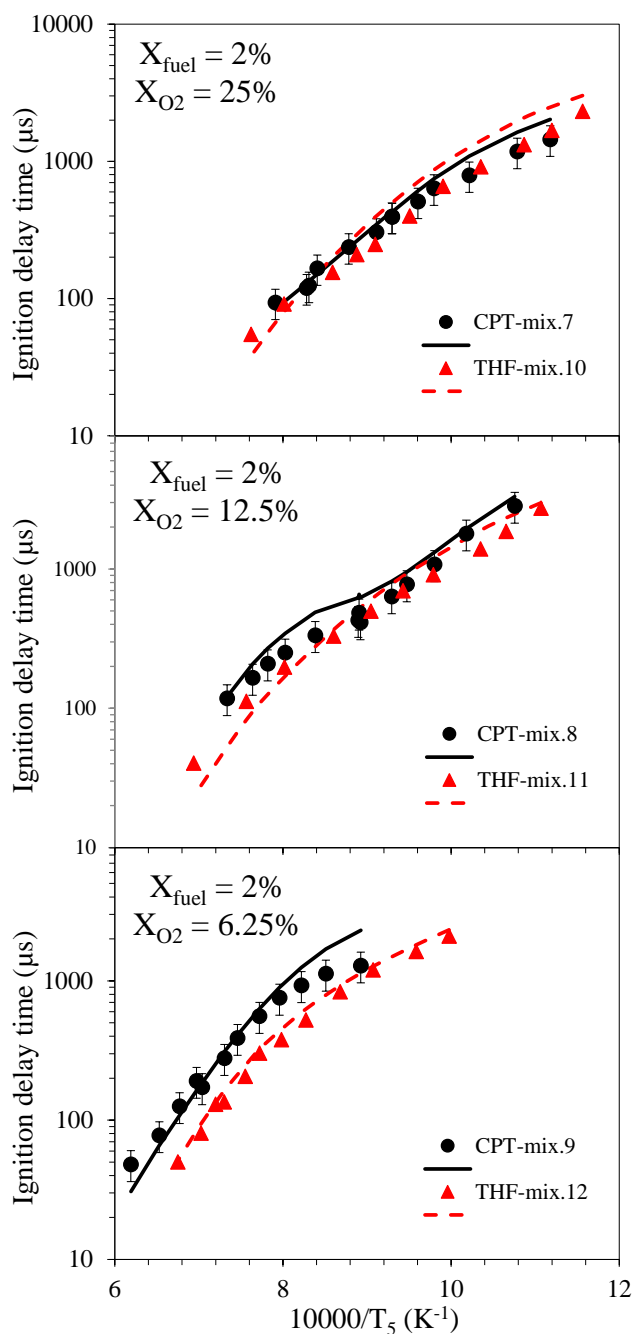 10000
X_fuel = 2%
X_O2 = 25%
1000
Ignition delay time (µs)
100
CPT-mix.7
THF-mix.10
10
X_fuel = 2%
X_O2 = 12.5%
1000
Ignition delay time (µs)
100
CPT-mix.8
THF-mix.11
10
X_fuel = 2%
X_O2 = 6.25%
1000
Ignition delay time (µs)
100
CPT-mix.9
THF-mix.12
10
6 8 10 12
10000/T₅ (K⁻¹)